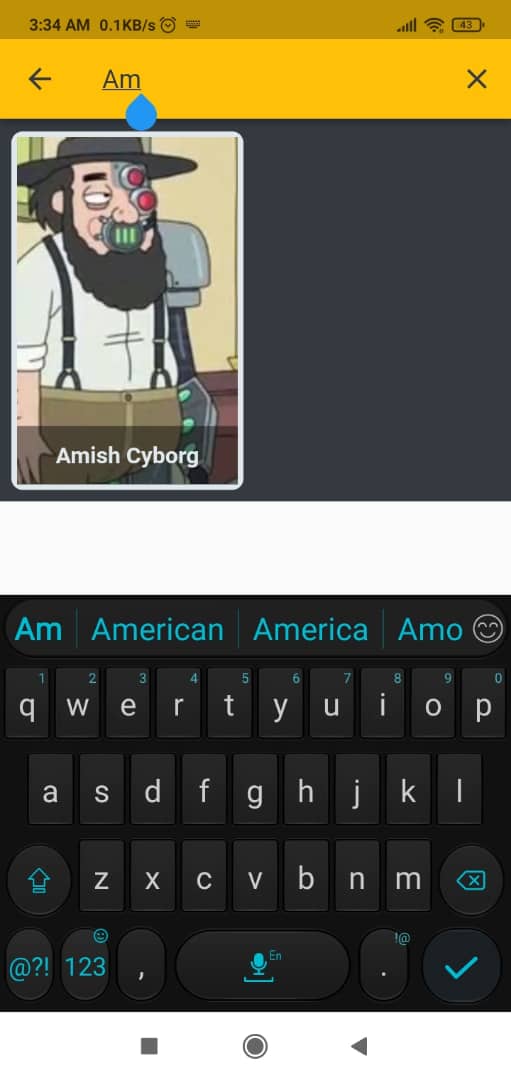 3:34 AM 0.1KB/s 43
Am
Amish Cyborg
Am American America Amo
1 2 3 4 5 6 7 8 9 0
q w e r t y u i o p
a s d f g h j k l
z x c v b n m
@?! 123 , En . !@